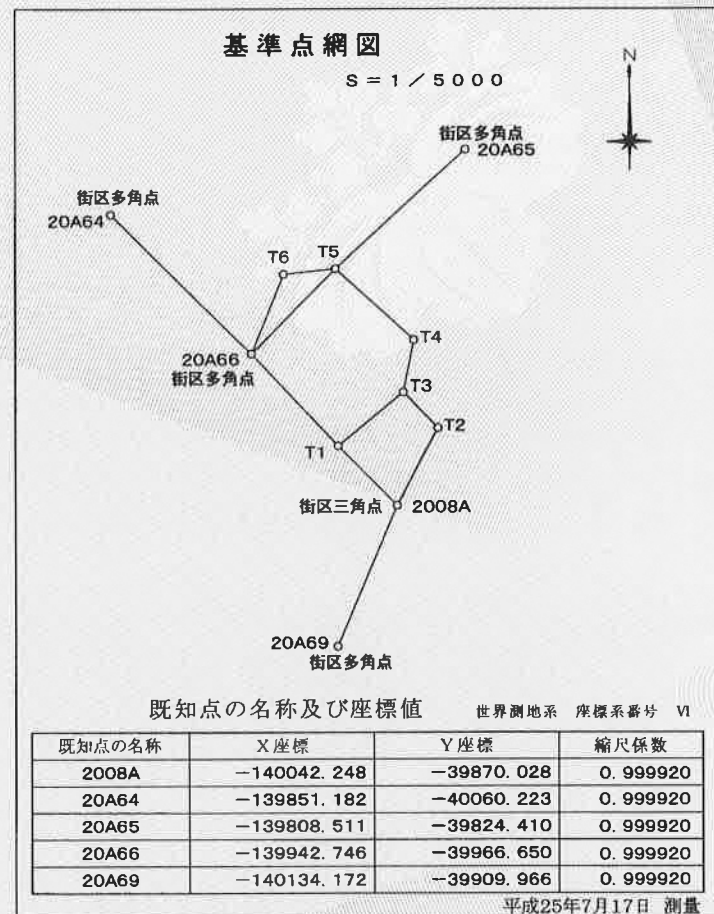 基準点網図
S=1/5000
N
街区多角点
20A65
街区多角点
20A64
T6
T5
T4
20A66
街区多角点
T3
T2
T1
街区三角点 2008A
20A69
街区多角点
既知点の名称及び座標値 世界測地系 座標系番号 Ⅵ
既知点の名称 X座標 Y座標 縮尺係数
2008A −140042.248 −39870.028 0.999920
20A64 −139851.182 −40060.223 0.999920
20A65 −139808.511 −39824.410 0.999920
20A66 −139942.746 −39966.650 0.999920
20A69 −140134.172 −39909.966 0.999920
平成25年7月17日 測量